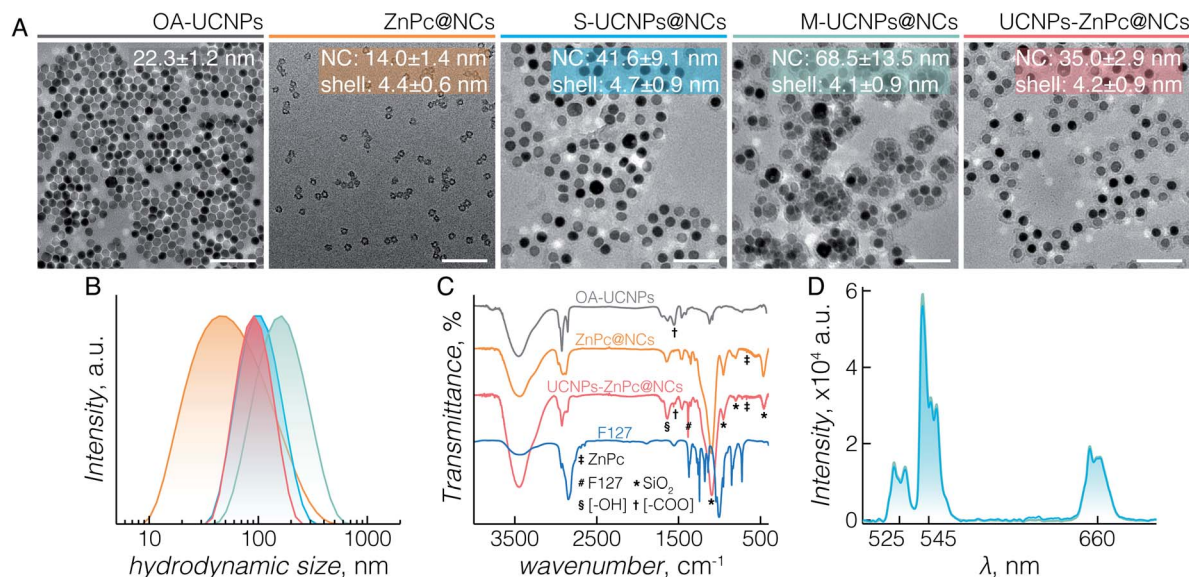 A
OA-UCNPs
ZnPc@NCs
S-UCNPs@NCs
M-UCNPs@NCs
UCNPs-ZnPc@NCs
22.3±1.2 nm
NC: 14.0±1.4 nm
shell: 4.4±0.6 nm
NC: 41.6±9.1 nm
shell: 4.7±0.9 nm
NC: 68.5±13.5 nm
shell: 4.1±0.9 nm
NC: 35.0±2.9 nm
shell: 4.2±0.9 nm
B
Intensity, a.u.
10
100
1000
hydrodynamic size, nm
C
Transmittance, %
OA-UCNPs
†
ZnPc@NCs
‡
UCNPs-ZnPc@NCs
§
†
#
*
*
‡
*
F127
‡ ZnPc
# F127 * SiO₂
§ [-OH] † [-COO]
*
3500
2500
1500
500
wavenumber, cm⁻¹
D
Intensity, x10⁴ a.u.
6
4
2
0
525
545
660
λ, nm